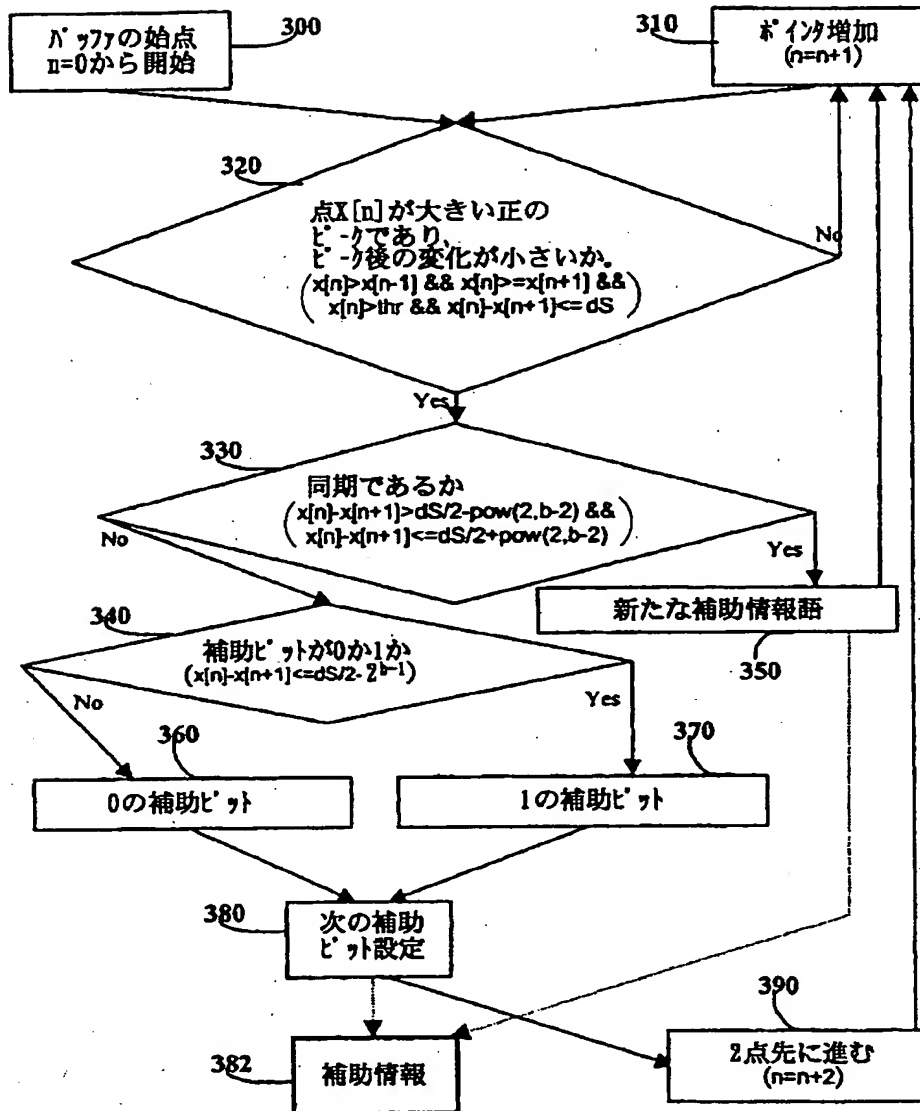 バッファの始点
n=0から開始
300
310
ポインタ増加
(n=n+1)
320
点X[n]が大きい正の
ピークであり、
ピーク後の変化が小さいか。
(x[n]>x[n-1] && x[n]>=x[n+1] &&
x[n]>thr && x[n]-x[n+1]<= dS)
No
Yes
330
同期であるか
(x[n]-x[n+1]>dS/2-pow(2,b-2) &&
x[n]-x[n+1]<=dS/2+pow(2,b-2))
No
Yes
新たな補助情報語
350
340
補助ビットが0か1か
(x[n]-x[n+1]<=dS/2-2^{b-1})
No
Yes
360
0の補助ビット
370
1の補助ビット
380
次の補助
ビット設定
390
2点先に進む
(n=n+2)
382
補助情報